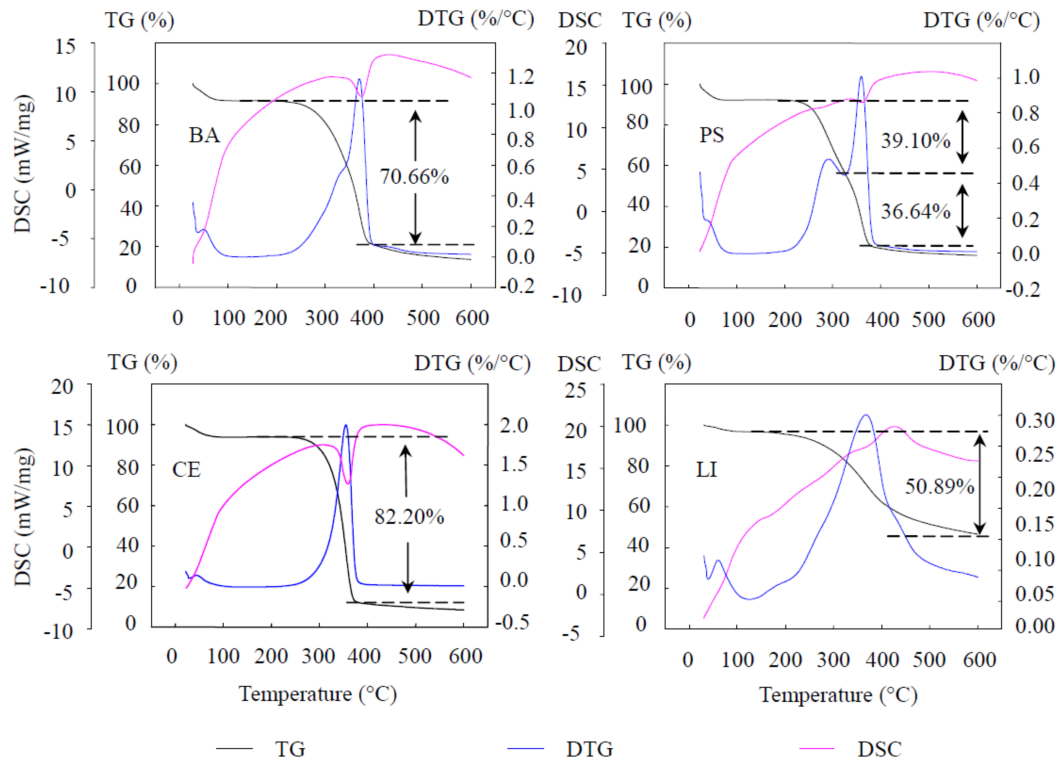 TG (%) DTG (%/°C) DSC TG (%) DTG (%/°C)
15 10 5 0 -5 -10
DSC (mW/mg)
100 80 60 40 20 0
BA
70.66%
1.2 1.0 0.8 0.6 0.4 0.2 0.0 -0.2
0 100 200 300 400 500 600
20 15 10 5 0 -5 -10
100 80 60 40 20 0
PS
39.10%
36.64%
1.0 0.8 0.6 0.4 0.2 0.0 -0.2
0 100 200 300 400 500 600
TG (%) DTG (%/°C) DSC TG (%) DTG (%/°C)
20 15 10 5 0 -5 -10
DSC (mW/mg)
100 80 60 40 20 0
CE
82.20%
2.0 1.5 1.0 0.5 0.0 -0.5
0 100 200 300 400 500 600
Temperature (°C)
25 20 15 10 5 0 -5
100 80 60 40 20 0
LI
50.89%
0.30 0.25 0.20 0.15 0.10 0.05 0.00
0 100 200 300 400 500 600
Temperature (°C)
TG DTG DSC